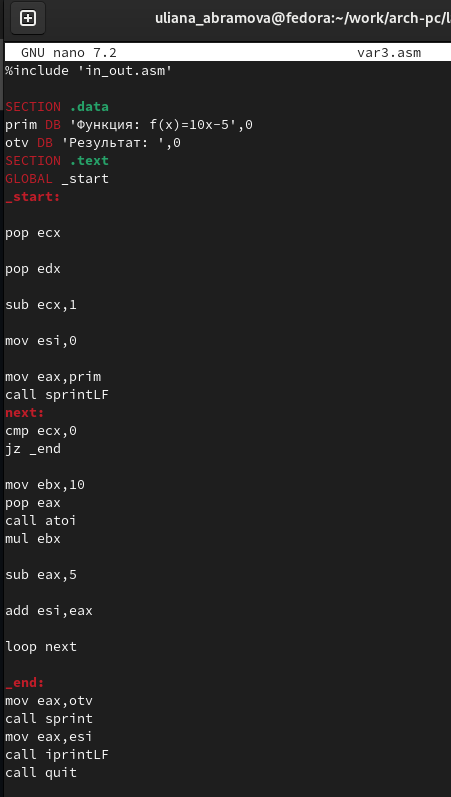 uliana_abramova@fedora:~/work/arch-pc/l
GNU nano 7.2 var3.asm
%include 'in_out.asm'
SECTION .data
prim DB 'Функция: f(x)=10x-5',0
otv DB 'Результат: ',0
SECTION .text
GLOBAL _start
_start:
pop ecx
pop edx
sub ecx,1
mov esi,0
mov eax,prim
call sprintLF
next:
cmp ecx,0
jz _end
mov ebx,10
pop eax
call atoi
mul ebx
sub eax,5
add esi,eax
loop next
_end:
mov eax,otv
call sprint
mov eax,esi
call iprintLF
call quit